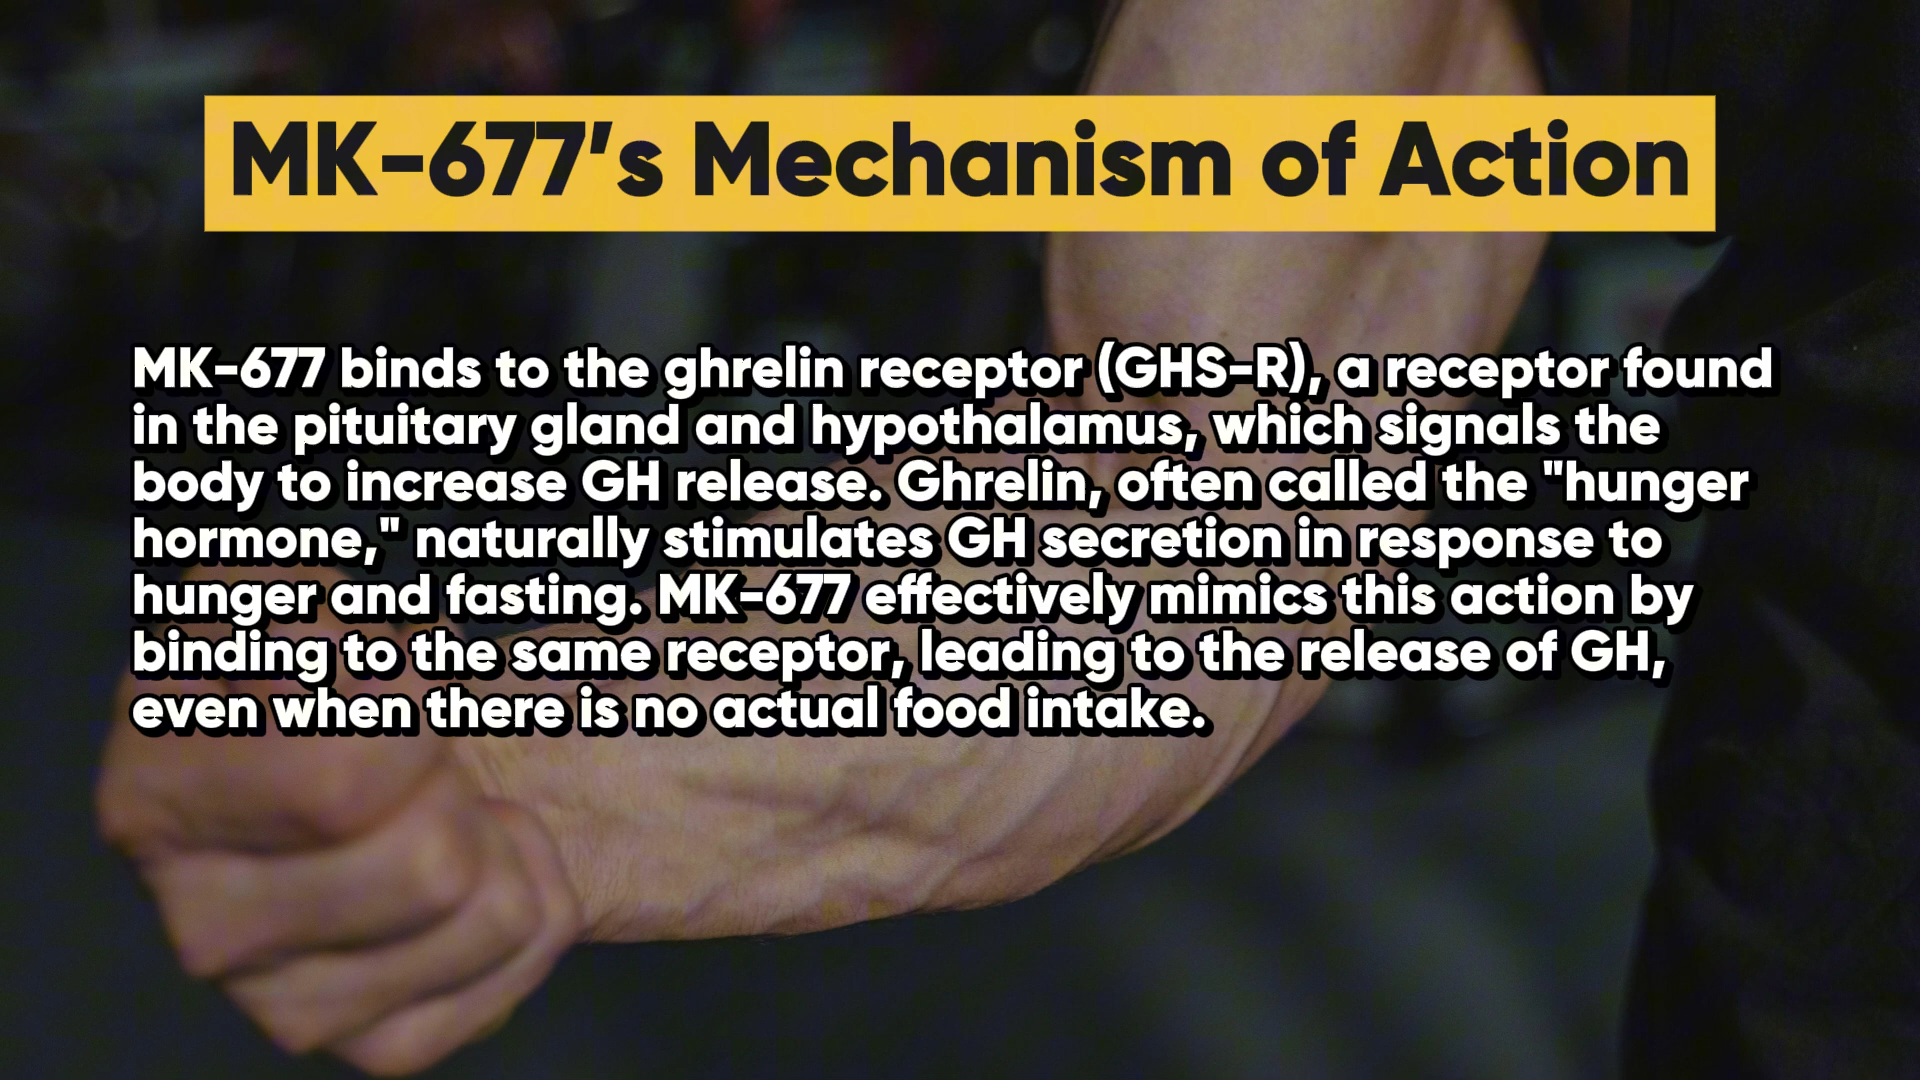 MK-677’s Mechanism of Action
MK-677 binds to the ghrelin receptor (GHS-R), a receptor found
in the pituitary gland and hypothalamus, which signals the
body to increase GH release. Ghrelin, often called the "hunger
hormone," naturally stimulates GH secretion in response to
hunger and fasting. MK-677 effectively mimics this action by
binding to the same receptor, leading to the release of GH,
even when there is no actual food intake.